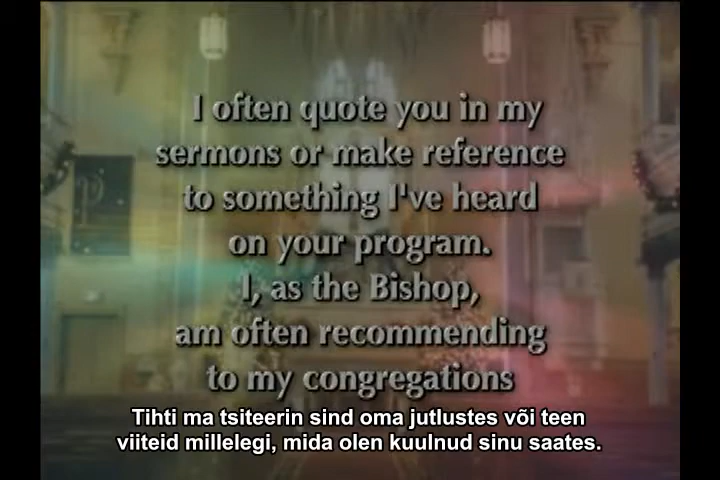 I often quote you in my
sermons or make reference
to something I've heard
on your program.
I, as the Bishop,
am often recommending
to my congregations
Tihti ma tsiteerin sind oma jutlustes või teen
viiteid millelegi, mida olen kuulnud sinu saates.